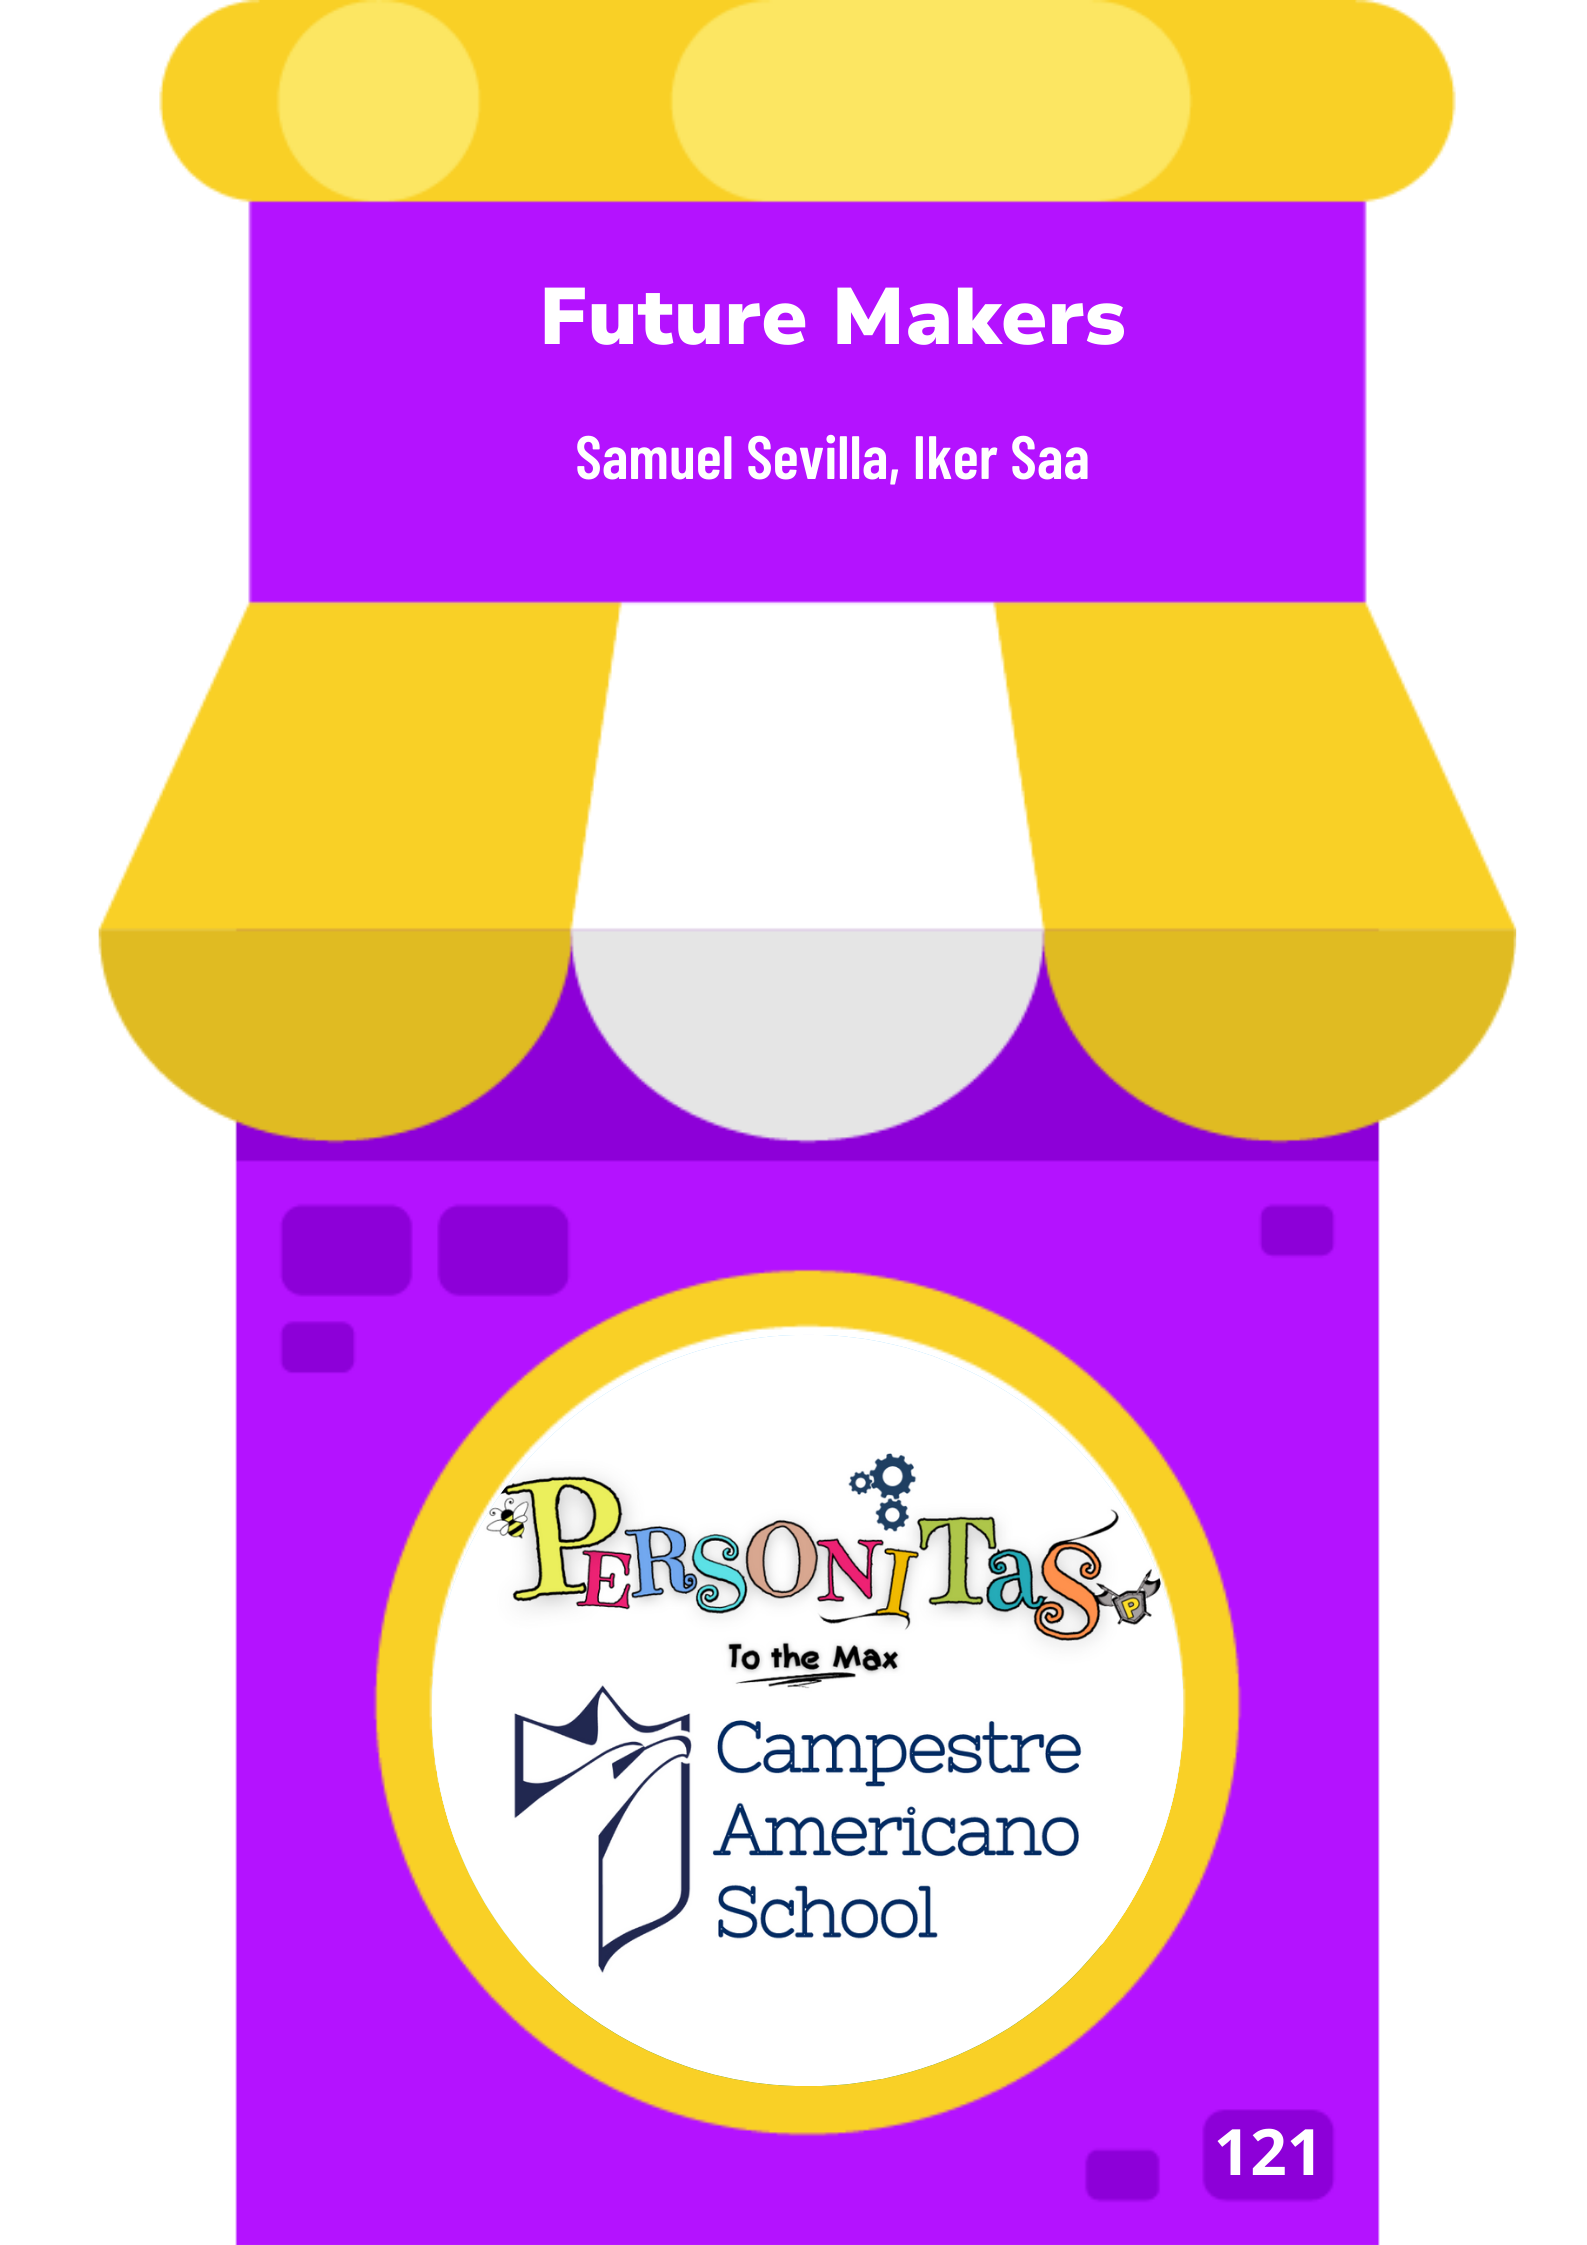 Future Makers
Samuel Sevilla, Iker Saa
PERSONITaS
To the Max
Campestre
Americano
School
121